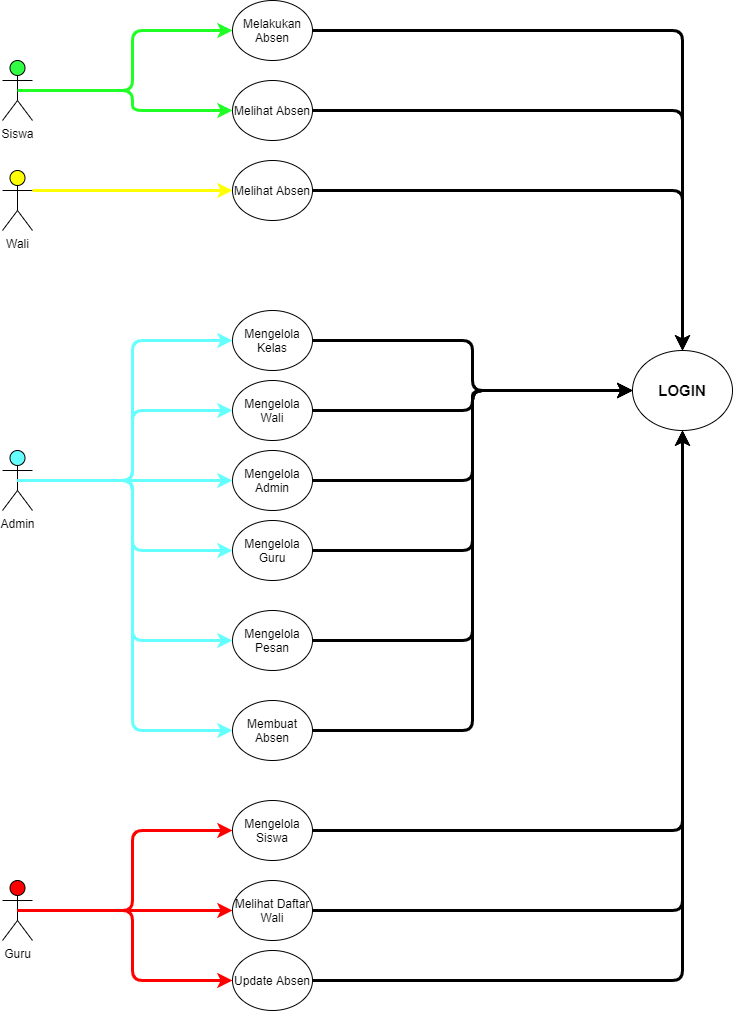 Melakukan
Absen
Siswa
Melihat Absen
Wali
Melihat Absen
Mengelola
Kelas
LOGIN
Mengelola
Wali
Admin
Mengelola
Admin
Mengelola
Guru
Mengelola
Pesan
Membuat
Absen
Mengelola
Siswa
Guru
Melihat Daftar
Wali
Update Absen